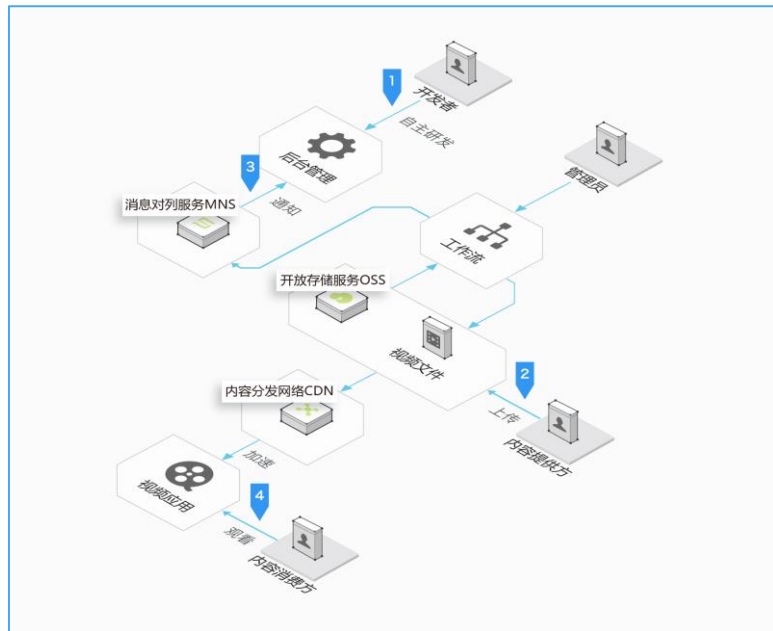 1
开发者
自主研发
后台管理
管理员
3
消息对列服务MNS
通知
工作流
开放存储服务OSS
视频文件
2
上传
内容提供方
内容分发网络CDN
加速
视频应用
4
观看
内容消费方